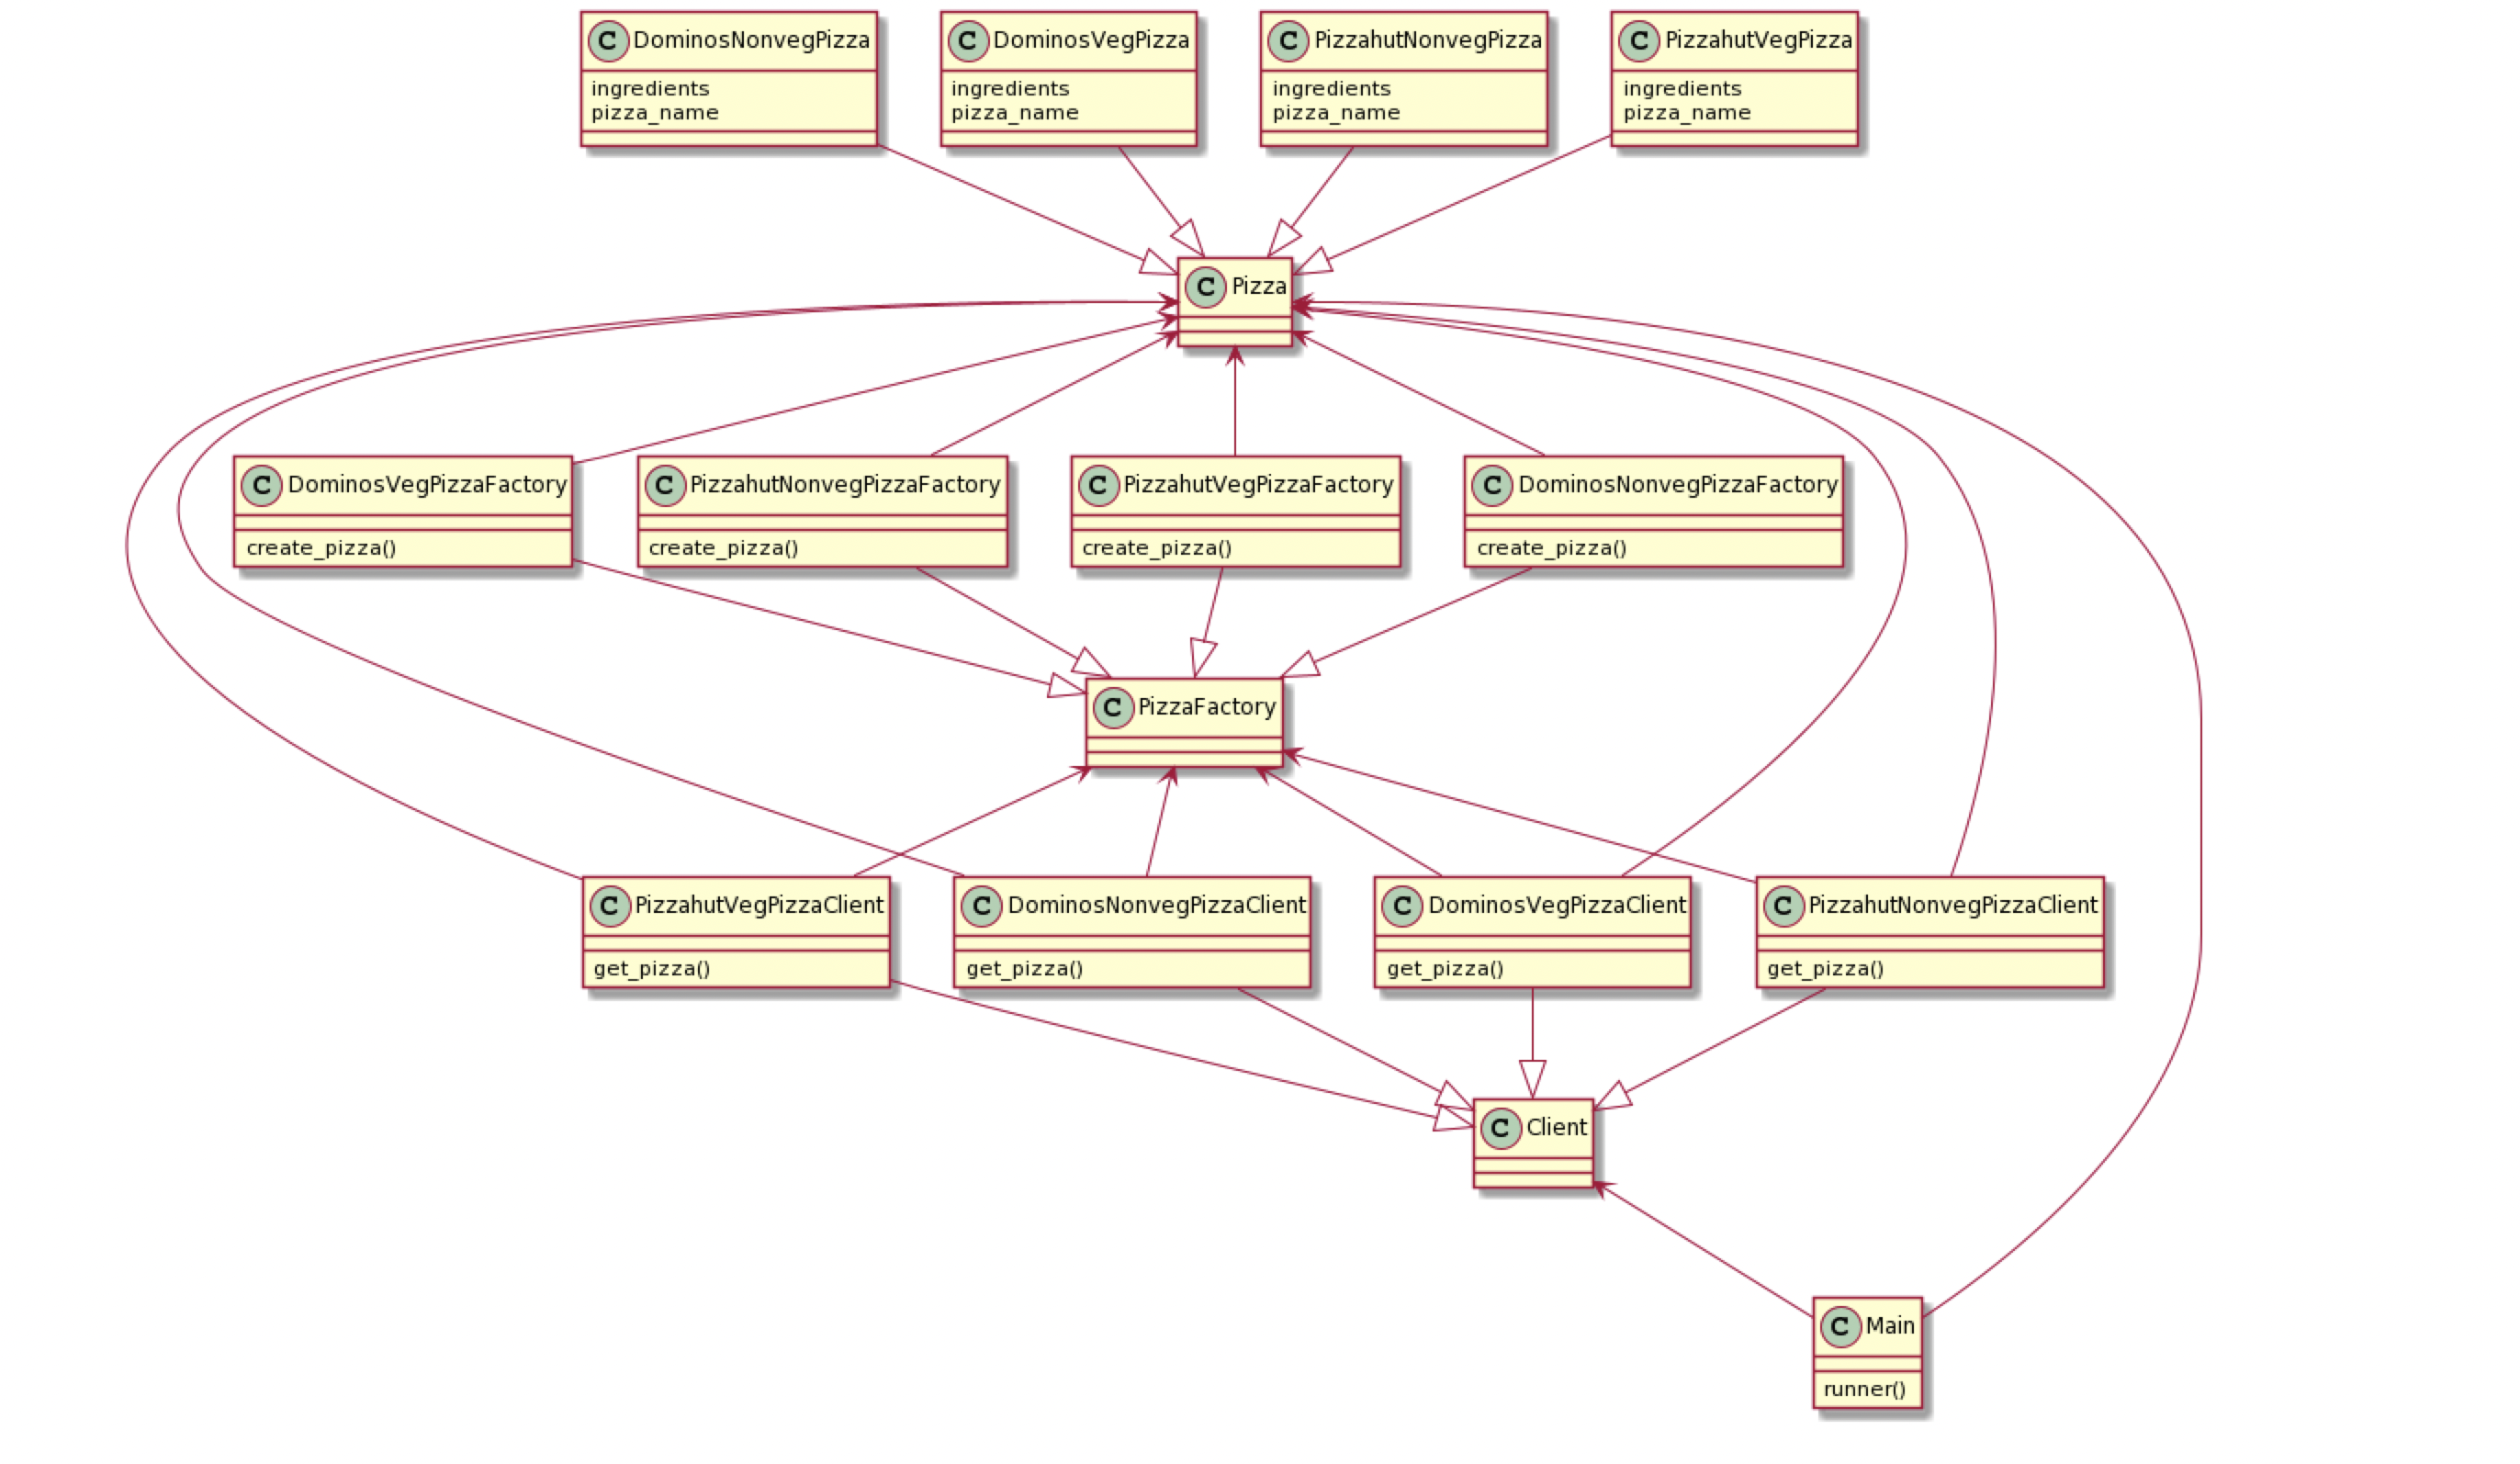 C DominosNonvegPizza
ingredients
pizza_name
C DominosVegPizza
ingredients
pizza_name
C PizzahutNonvegPizza
ingredients
pizza_name
C PizzahutVegPizza
ingredients
pizza_name
C Pizza
C DominosVegPizzaFactory
create_pizza()
C PizzahutNonvegPizzaFactory
create_pizza()
C PizzahutVegPizzaFactory
create_pizza()
C DominosNonvegPizzaFactory
create_pizza()
C PizzaFactory
C PizzahutVegPizzaClient
get_pizza()
C DominosNonvegPizzaClient
get_pizza()
C DominosVegPizzaClient
get_pizza()
C PizzahutNonvegPizzaClient
get_pizza()
C Client
C Main
runner()